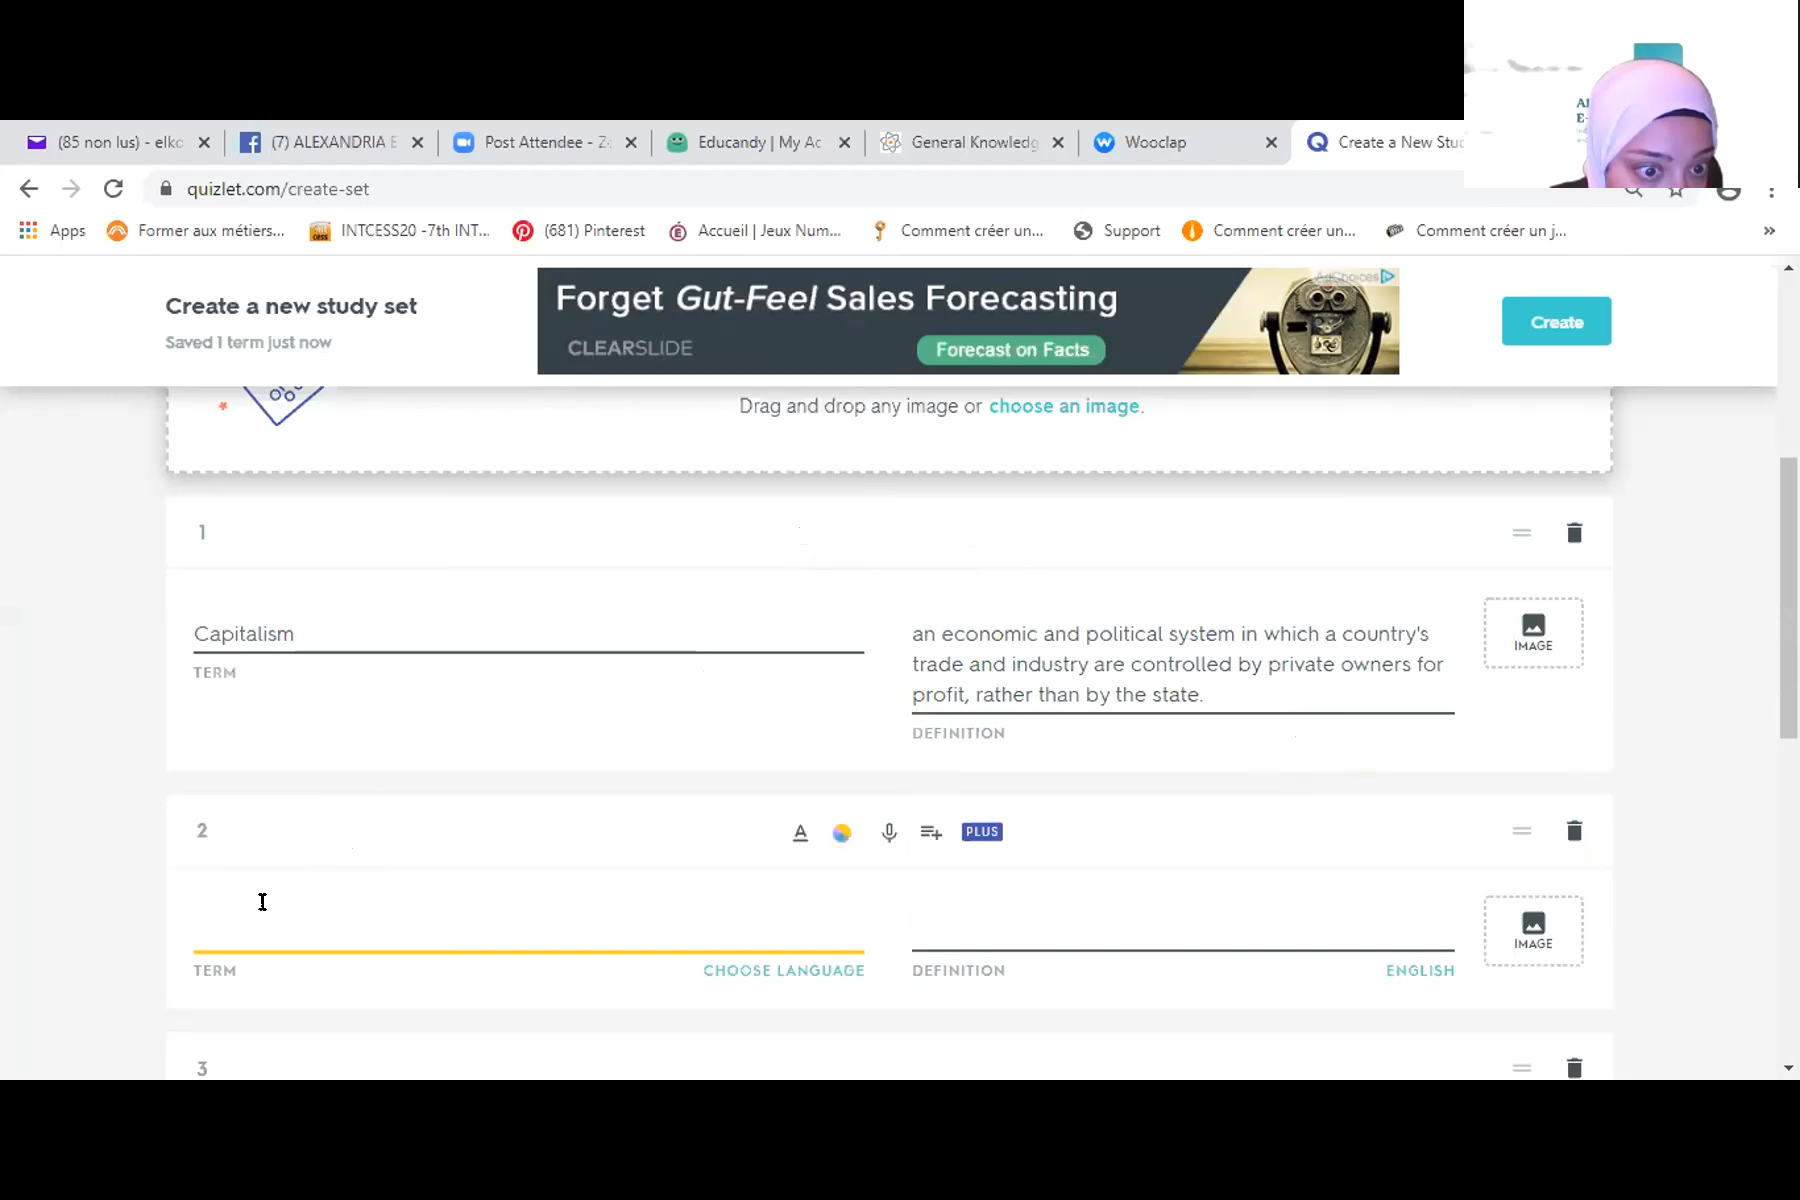 (85 non lus) - elko
(7) ALEXANDRIA E
Post Attendee - Z
Educandy | My Ac
General Knowledg
Wooclap
Create a New Stu
quizlet.com/create-set
Apps
Former aux métiers...
INTCESS20 -7th INT...
(681) Pinterest
Accueil | Jeux Num...
Comment créer un...
Support
Comment créer un...
Comment créer un j...
»
Create a new study set
Saved 1 term just now
Forget Gut-Feel Sales Forecasting
CLEARSLIDE
Forecast on Facts
AdChoices
Create
Drag and drop any image or choose an image.
1
Capitalism
TERM
an economic and political system in which a country's
trade and industry are controlled by private owners for
profit, rather than by the state.
DEFINITION
IMAGE
2
PLUS
TERM
CHOOSE LANGUAGE
DEFINITION
ENGLISH
IMAGE
3